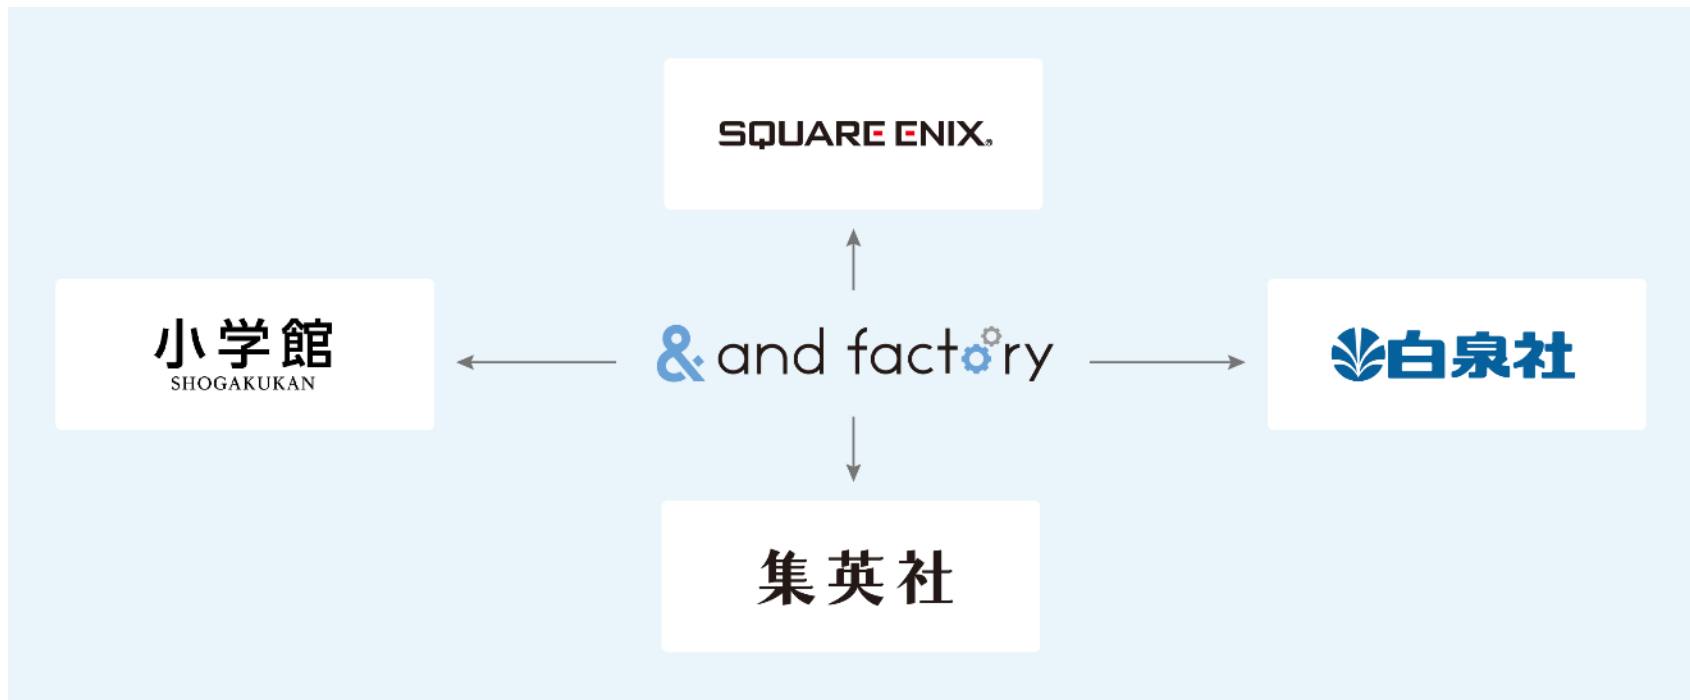 SQUARE ENIX
小学館
SHOGAKUKAN
& and factory
白泉社
集英社